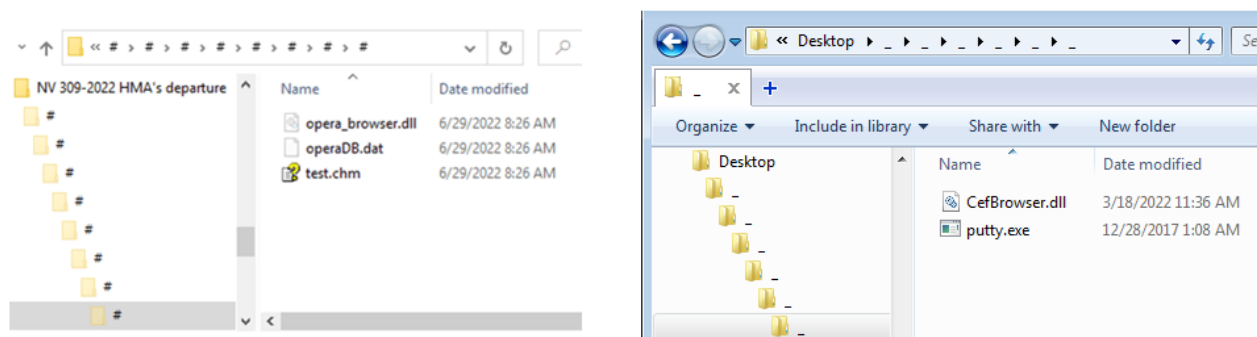 « # › # › # › # › # › # › # › #
NV 309-2022 HMA's departure
#
#
#
#
#
#
#
#
Name Date modified
opera_browser.dll 6/29/2022 8:26 AM
operaDB.dat 6/29/2022 8:26 AM
test.chm 6/29/2022 8:26 AM
« Desktop ▸ _ ▸ _ ▸ _ ▸ _ ▸ _ ▸ _
Se
_ x +
Organize ▾ Include in library ▾ Share with ▾ New folder
Desktop
_
_
_
_
_
_
Name Date modified
CefBrowser.dll 3/18/2022 11:36 AM
putty.exe 12/28/2017 1:08 AM